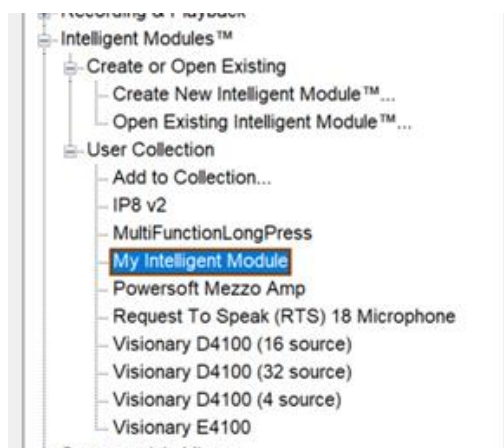 Recording & Playback
Intelligent Modules™
Create or Open Existing
Create New Intelligent Module™...
Open Existing Intelligent Module™...
User Collection
Add to Collection...
IP8 v2
MultiFunctionLongPress
My Intelligent Module
Powersoft Mezzo Amp
Request To Speak (RTS) 18 Microphone
Visionary D4100 (16 source)
Visionary D4100 (32 source)
Visionary D4100 (4 source)
Visionary E4100